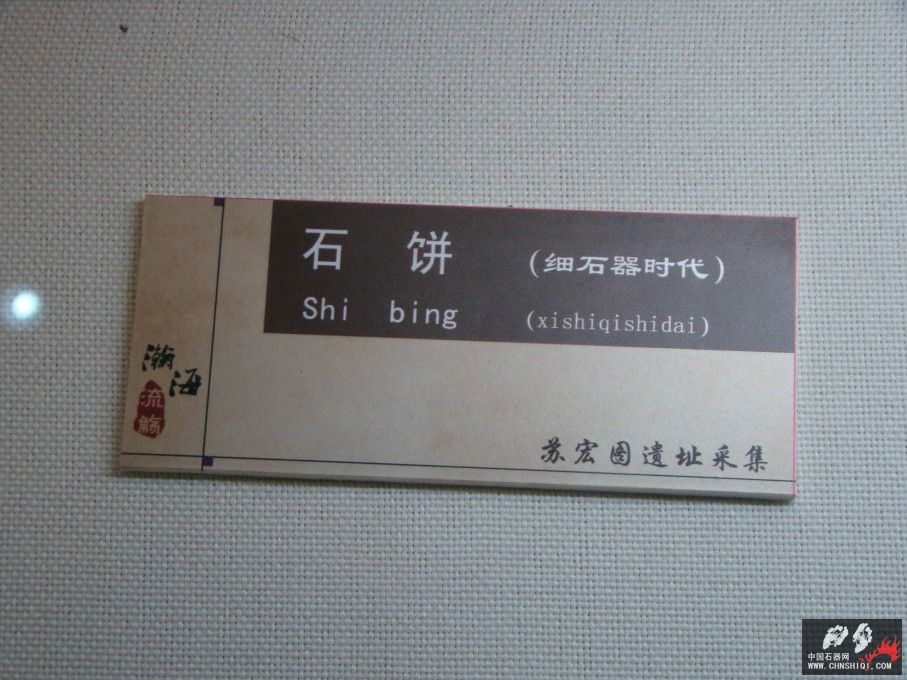 石 饼 (细石器时代)
Shi bing (xishiqishidai)
瀚海
流觞
苏宏图遗址采集
中国石器网
WWW.CHNSHIQI.COM